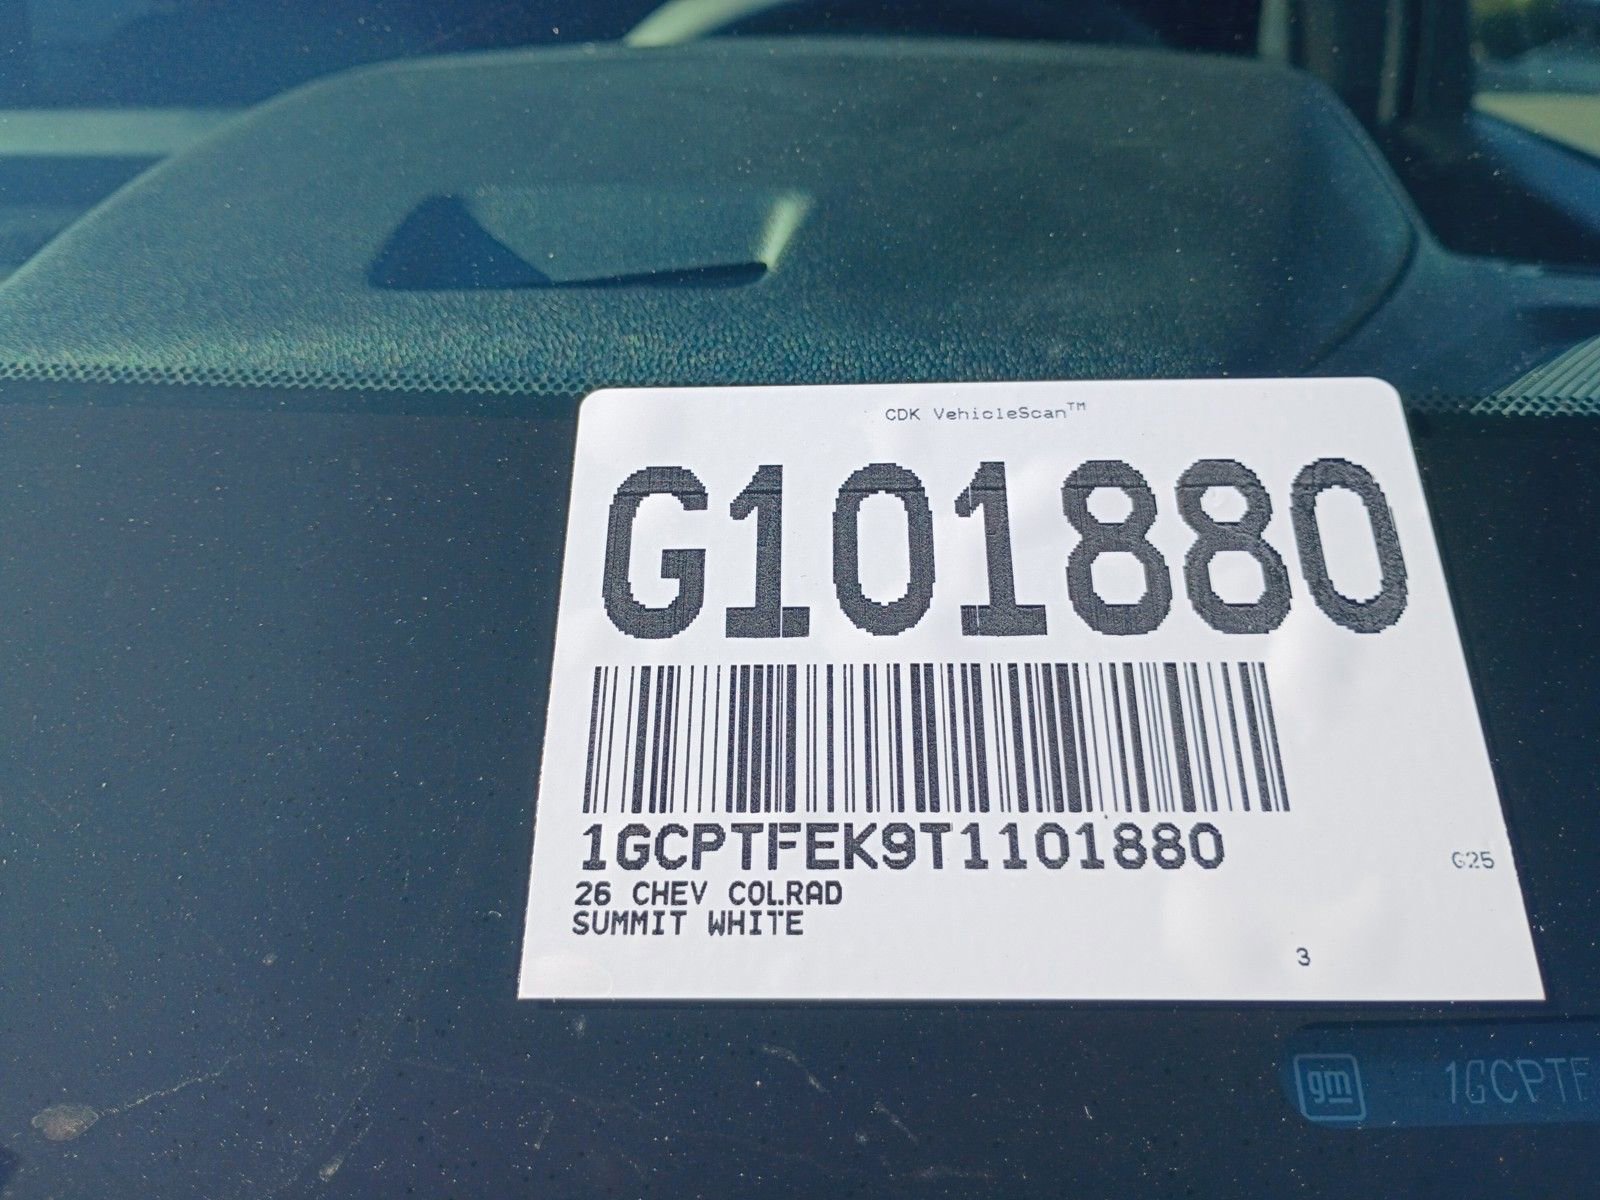 CDK VehicleScan™
G101880
1GCPTFEK9T1101880
G25
26 CHEV COLRAD
SUMMIT WHITE
3
gm 1GCPTF